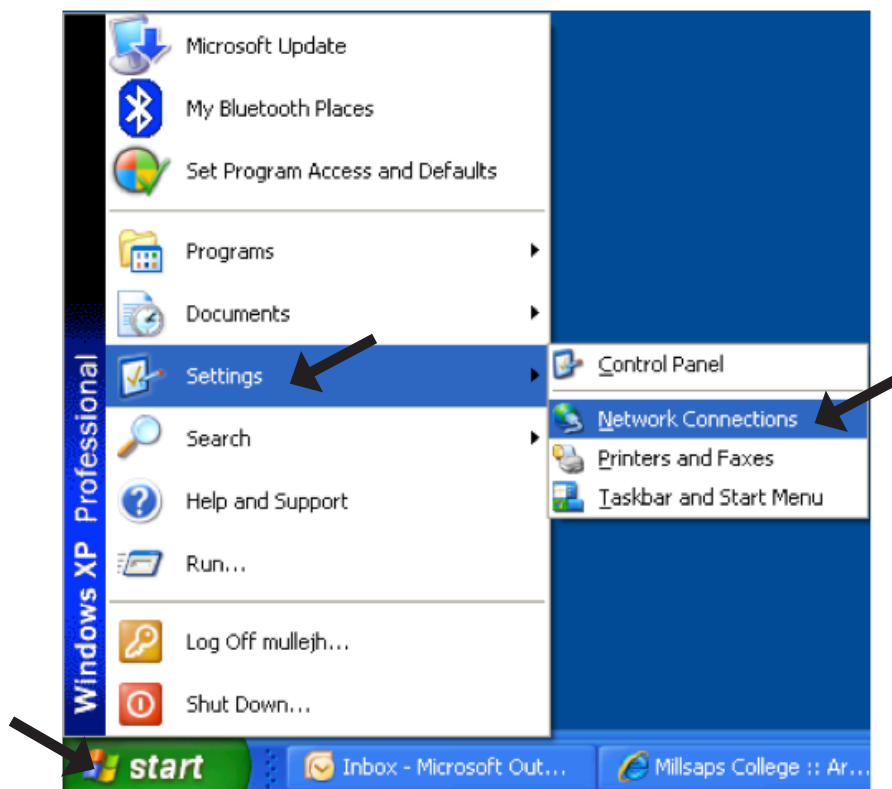 Microsoft Update
My Bluetooth Places
Set Program Access and Defaults
Programs
Documents
Settings
Search
Help and Support
Run...
Log Off mullejh...
Shut Down...
Windows XP Professional
Control Panel
Network Connections
Printers and Faxes
Taskbar and Start Menu
start
Inbox - Microsoft Out...
Millsaps College :: Ar...